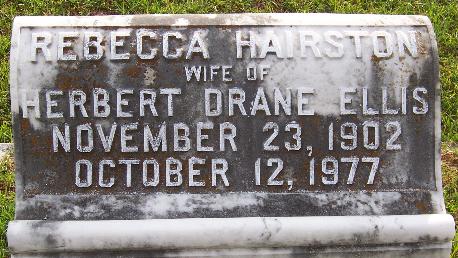 REBECCA HAIRSTON
WIFE OF
HERBERT DRANE ELLIS
NOVEMBER 23, 1902
OCTOBER 12, 1977